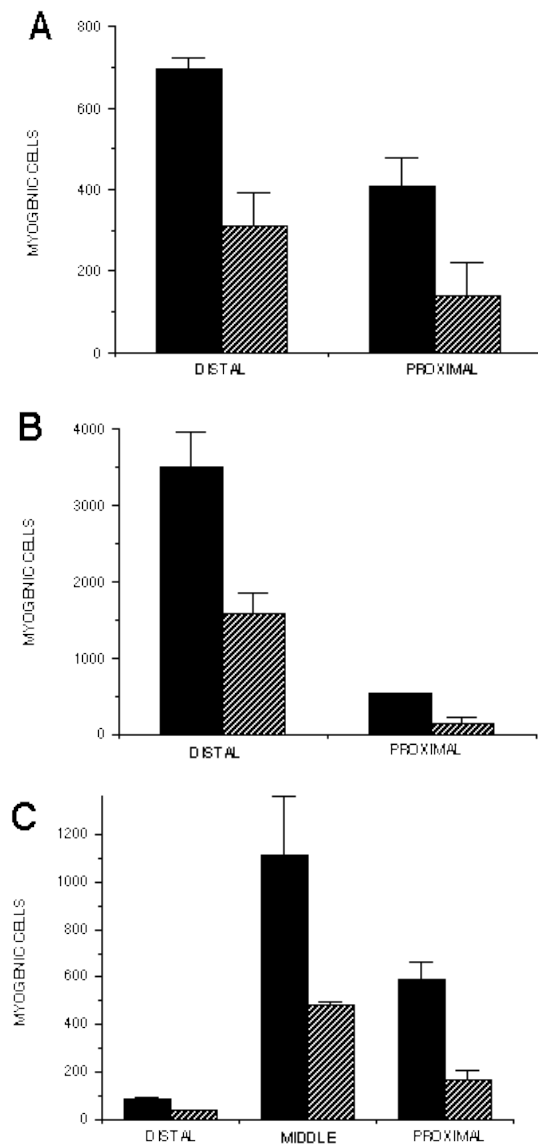 A
MYOGENIC CELLS
800
600
400
200
0
DISTAL
PROXIMAL
B
MYOGENIC CELLS
4000
3000
2000
1000
0
DISTAL
PROXIMAL
C
MYOGENIC CELLS
1200
1000
800
600
400
200
0
DISTAL
MIDDLE
PROXIMAL